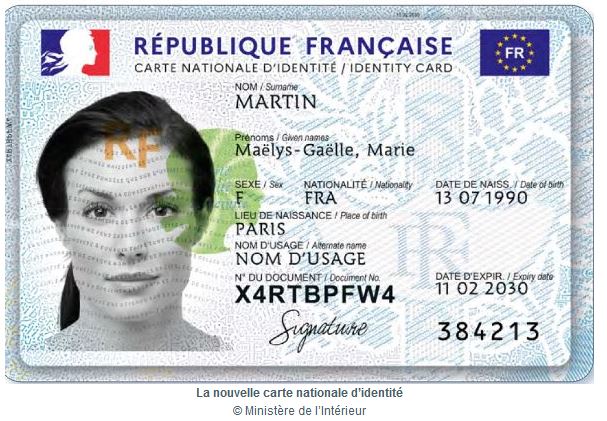 RÉPUBLIQUE FRANÇAISE
FR
CARTE NATIONALE D'IDENTITÉ / IDENTITY CARD
NOM / Surname
MARTIN
Prénoms / Given names
Maëlys-Gaëlle, Marie
SEXE / Sex NATIONALITÉ / Nationality DATE DE NAISS. / Date of birth
F FRA 13 07 1990
LIEU DE NAISSANCE / Place of birth
PARIS
NOM D'USAGE / Alternate name
NOM D'USAGE
N° DU DOCUMENT / Document No. DATE D'EXPIR. / Expiry date
X4RTBPFW4 11 02 2030
Signature 384213
RF
La nouvelle carte nationale d'identité
© Ministère de l'Intérieur